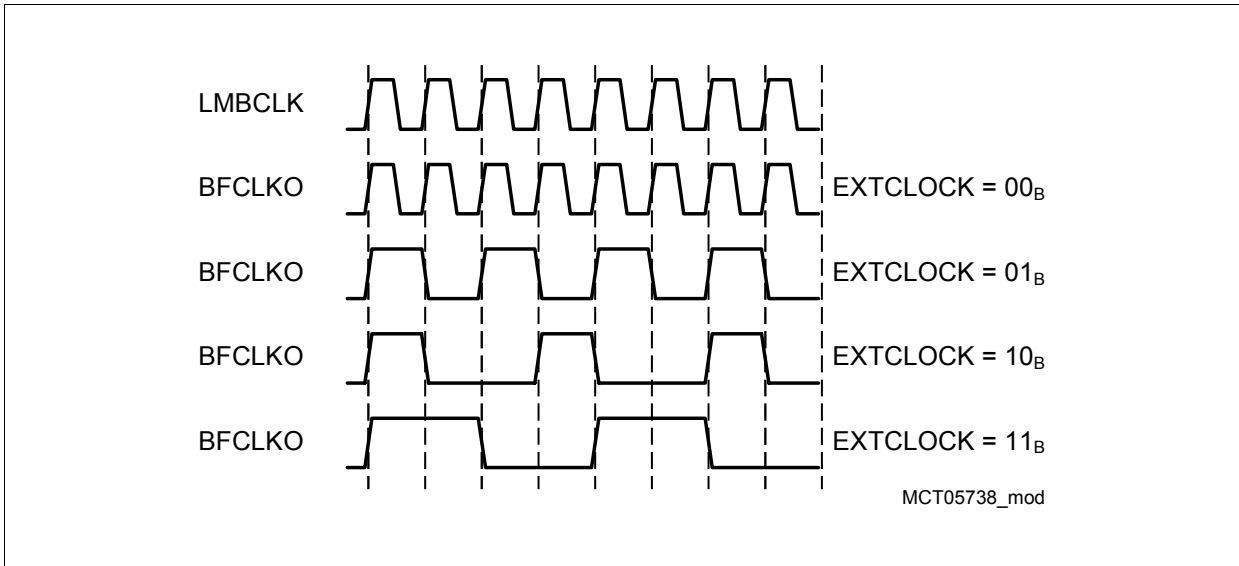 LMBCLK
BFCLKO EXTCLOCK = 00B
BFCLKO EXTCLOCK = 01B
BFCLKO EXTCLOCK = 10B
BFCLKO EXTCLOCK = 11B
MCT05738_mod